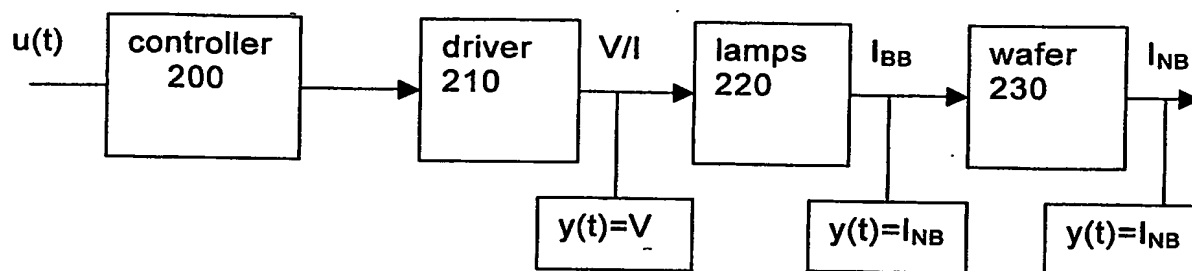 u(t)
controller
200
driver
210
V/I
lamps
220
I_BB
wafer
230
I_NB
y(t)=V
y(t)=I_NB
y(t)=I_NB